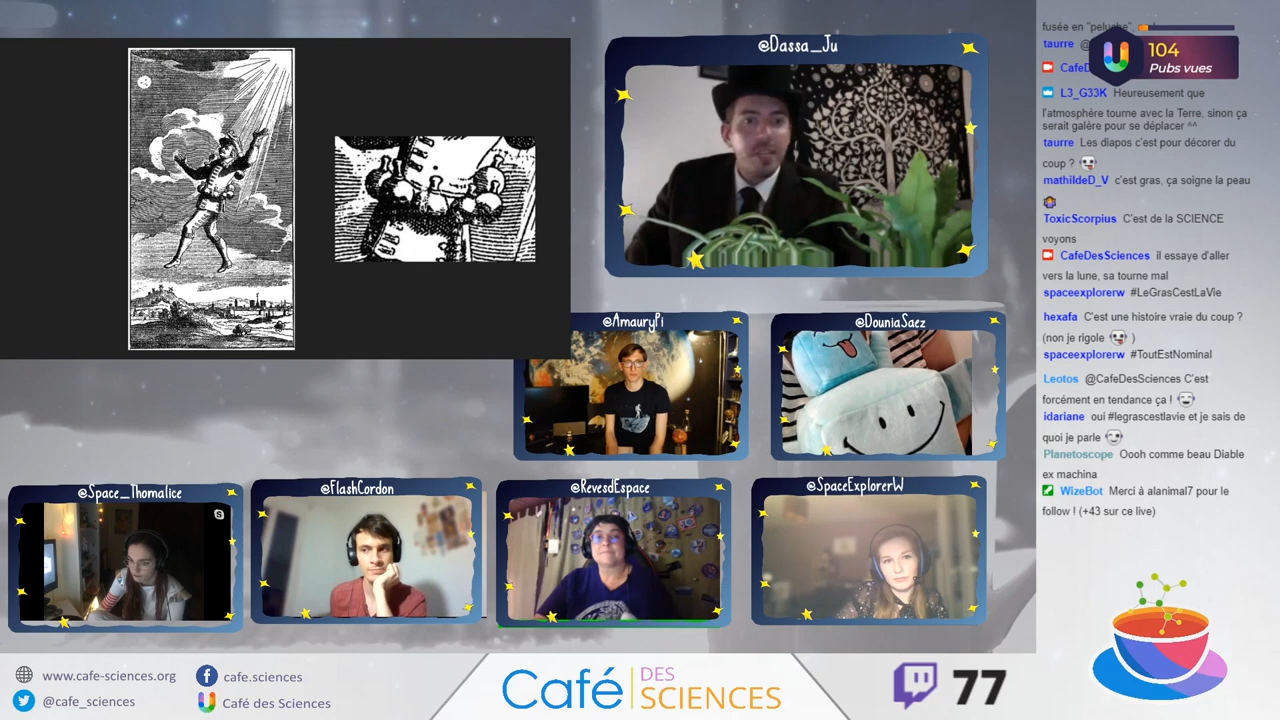 @Dassa_Ju
@AmauryPi
@DouniaSaez
@Space_Thomalice
@FlashCordon
@RevesdEspace
@SpaceExplorerW
fusée en "peluche"
104
Pubs vues
taurre
CafeD
L3_G33K Heureusement que
l'atmosphère tourne avec la Terre, sinon ça
serait galère pour se déplacer ^^
taurre Les diapos c'est pour décorer du
coup ?
mathildeD_V c'est gras, ça soigne la peau
ToxicScorpius C'est de la SCIENCE
voyons
CafeDesSciences il essaye d'aller
vers la lune, sa tourne mal
spaceexplorerw #LeGrasCestLaVie
hexafa C'est une histoire vraie du coup ?
(non je rigole )
spaceexplorerw #ToutEstNominal
Leotos @CafeDesSciences C'est
forcément en tendance ça !
idariane oui #legrascestlavie et je sais de
quoi je parle
Planetoscope Oooh comme beau Diable
ex machina
WizeBot Merci à alanimal7 pour le
follow ! (+43 sur ce live)
www.cafe-sciences.org
cafe.sciences
@cafe_sciences
Café des Sciences
Café DES SCIENCES
77